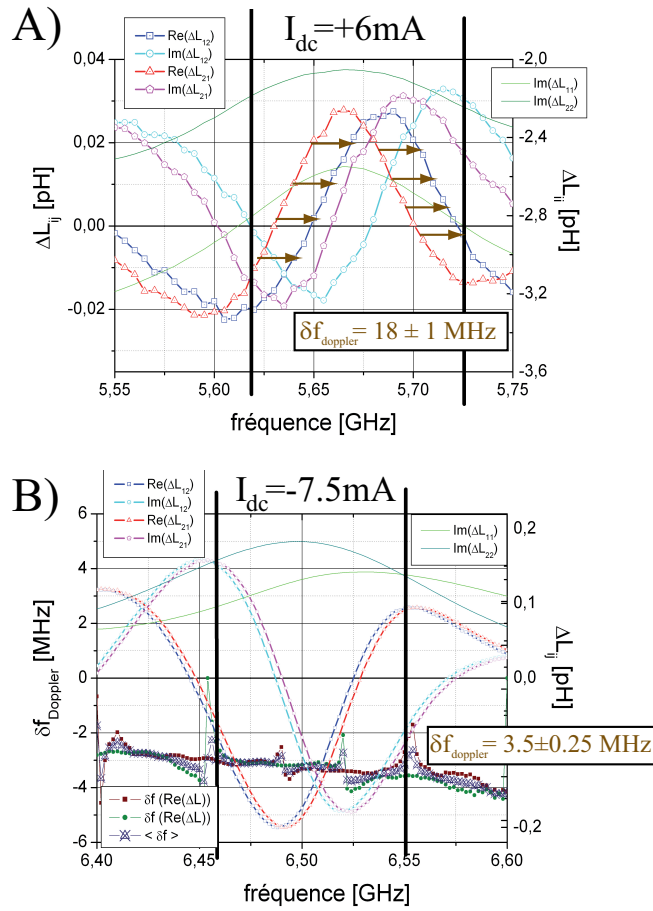 A)
I_dc=+6mA
Re(ΔL_12)
Im(ΔL_12)
Re(ΔL_21)
Im(ΔL_21)
Im(ΔL_11)
Im(ΔL_22)
0,04
0,02
0,00
-0,02
ΔL_ij [pH]
-2,0
-2,4
-2,8
-3,2
-3,6
ΔL_ii [pH]
δf_doppler= 18 ± 1 MHz
5,55 5,60 5,65 5,70 5,75
fréquence [GHz]
B)
I_dc=-7.5mA
Re(ΔL_12)
Im(ΔL_12)
Re(ΔL_21)
Im(ΔL_21)
Im(ΔL_11)
Im(ΔL_22)
6
4
2
0
-2
-4
-6
δf_Doppler [MHz]
0,2
0,1
0,0
-0,2
ΔL_ij [pH]
δf_doppler= 3.5±0.25 MHz
δf (Re(ΔL))
δf (Re(ΔL))
< δf >
6,40 6,45 6,50 6,55 6,60
fréquence [GHz]